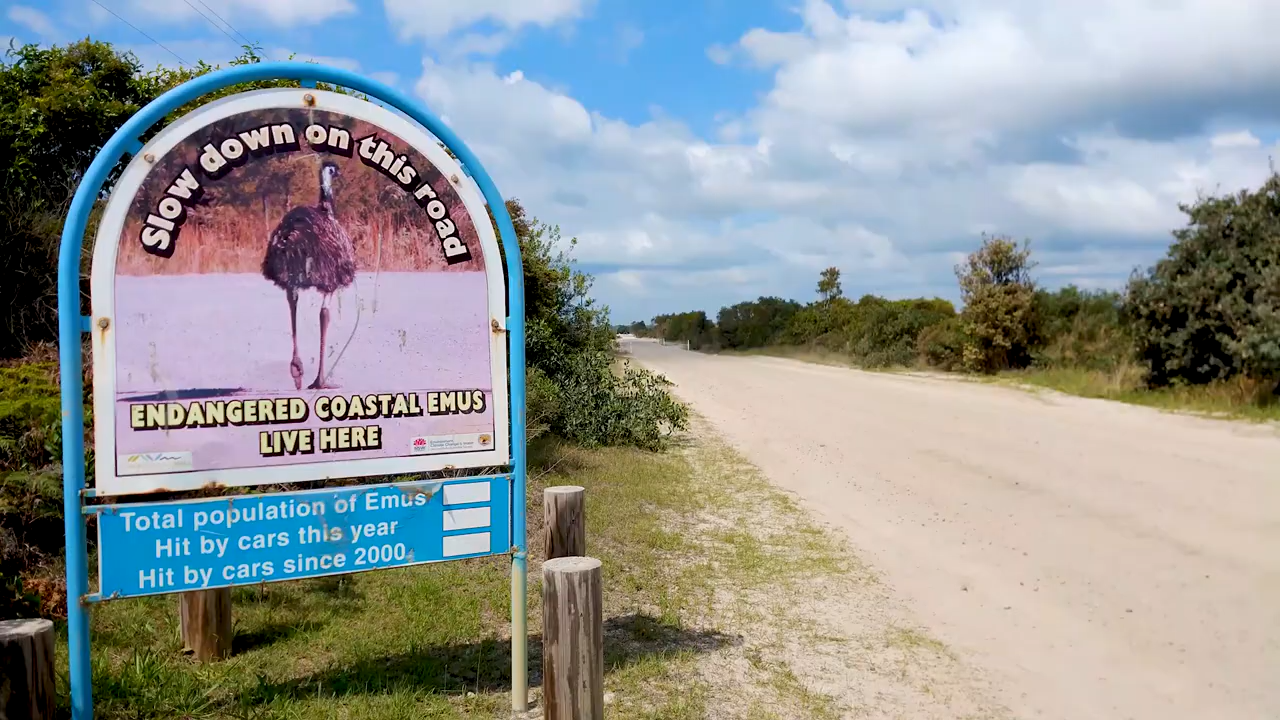 Slow down on this road
ENDANGERED COASTAL EMUS
LIVE HERE
NSW
Total population of Emus
Hit by cars this year
Hit by cars since 2000